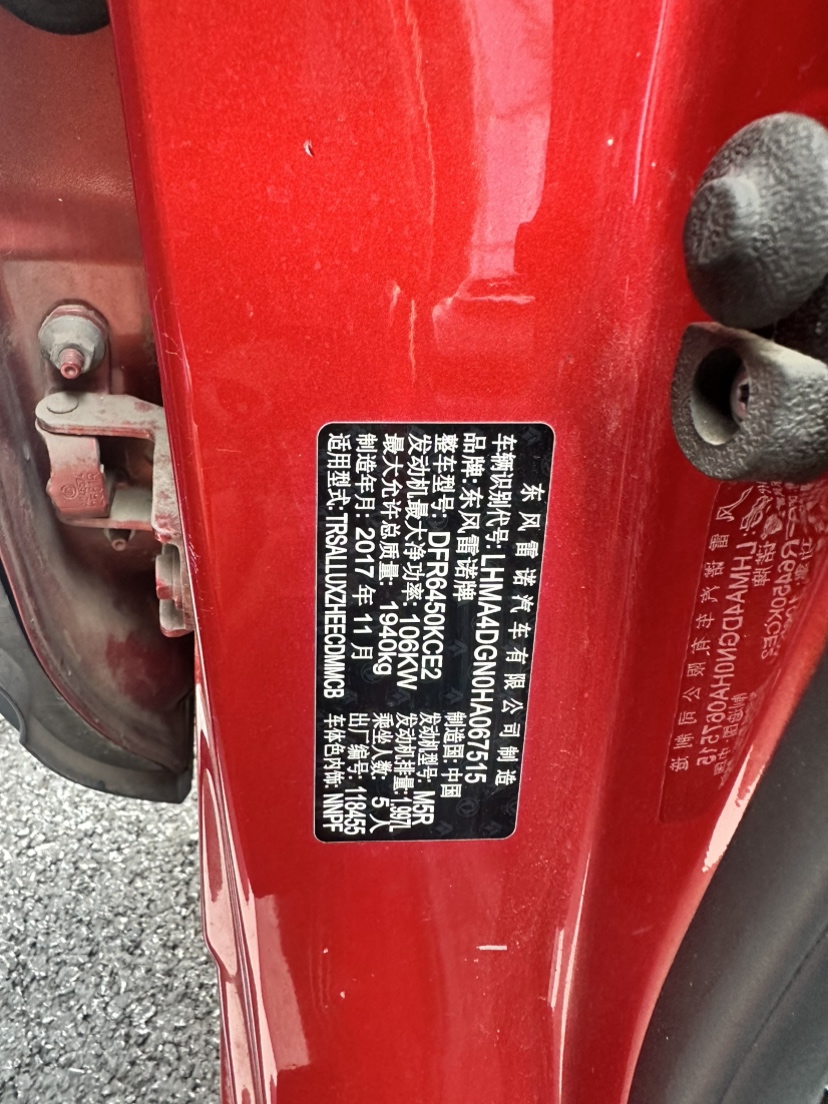 东风雷诺汽车有限公司制造
车辆识别代号:LHMA4DGN0HA067515
品牌:东风雷诺牌 制造国:中国
整车型号:DFR6450KCE2 发动机型号:M5R
发动机最大净功率:106KW 发动机排量:1.997L
最大允许总质量:1940kg 乘坐人数:5人
制造年月:2017年11月 出厂编号:118455
适用型式:TRSALLUXZHEECDMMCB 车体色内饰:NNPF